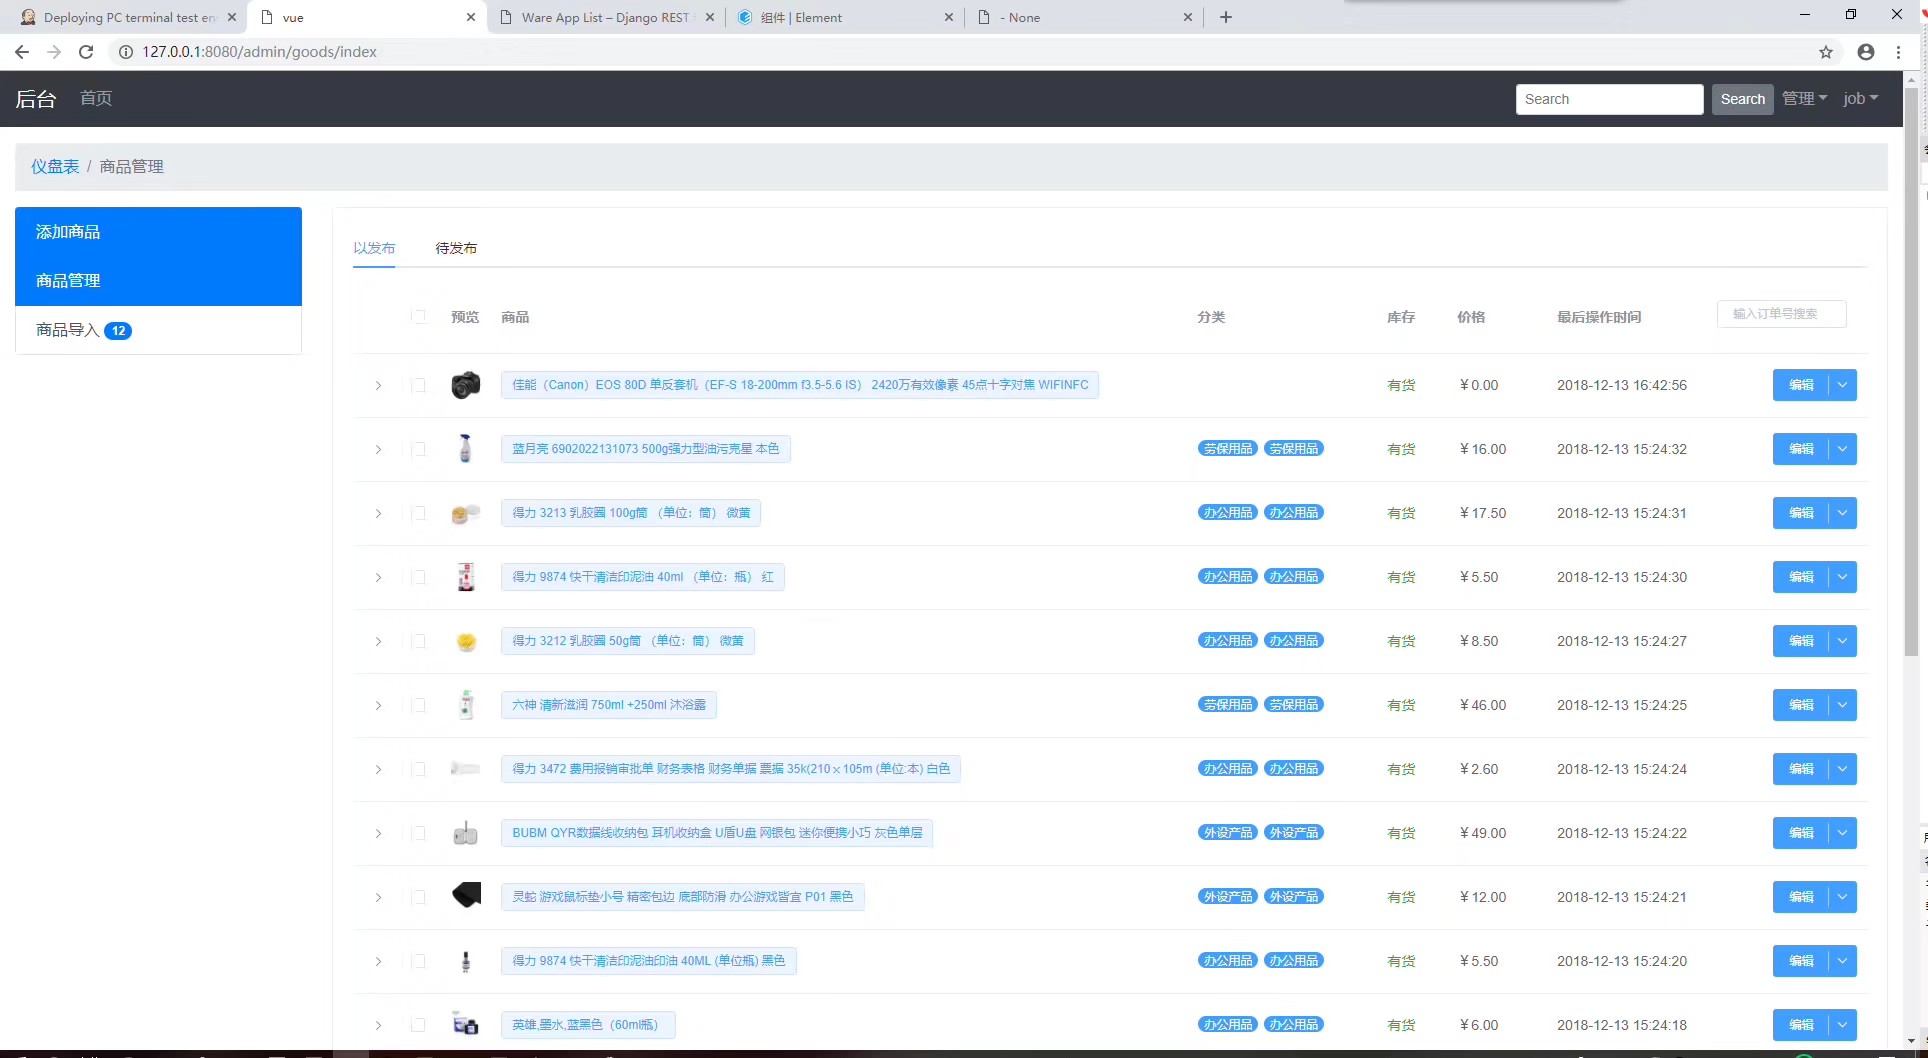 Deploying PC terminal test en
vue
Ware App List – Django REST
组件 | Element
- None
127.0.0.1:8080/admin/goods/index
后台 首页 Search Search 管理 job
仪盘表 / 商品管理
添加商品
商品管理
商品导入 12
以发布 待发布
预览 商品 分类 库存 价格 最后操作时间 输入订单号搜索
佳能（Canon）EOS 80D 单反套机（EF-S 18-200mm f3.5-5.6 IS） 2420万有效像素 45点十字对焦 WIFINFC 有货 ¥ 0.00 2018-12-13 16:42:56 编辑
蓝月亮 6902022131073 500g强力型油污克星 本色 劳保用品 劳保用品 有货 ¥ 16.00 2018-12-13 15:24:32 编辑
得力 3213 乳胶圈 100g筒 （单位：筒） 微黄 办公用品 办公用品 有货 ¥ 17.50 2018-12-13 15:24:31 编辑
得力 9874 快干清洁印泥油 40ml （单位：瓶） 红 办公用品 办公用品 有货 ¥ 5.50 2018-12-13 15:24:30 编辑
得力 3212 乳胶圈 50g筒 （单位：筒） 微黄 办公用品 办公用品 有货 ¥ 8.50 2018-12-13 15:24:27 编辑
六神 清新滋润 750ml +250ml 沐浴露 劳保用品 劳保用品 有货 ¥ 46.00 2018-12-13 15:24:25 编辑
得力 3472 费用报销审批单 财务表格 财务单据 票据 35k(210×105m (单位:本) 白色 办公用品 办公用品 有货 ¥ 2.60 2018-12-13 15:24:24 编辑
BUBM QYR数据线收纳包 耳机收纳盒 U盾U盘 网银包 迷你便携小巧 灰色单层 外设产品 外设产品 有货 ¥ 49.00 2018-12-13 15:24:22 编辑
灵蛇 游戏鼠标垫小号 精密包边 底部防滑 办公游戏皆宜 P01 黑色 外设产品 外设产品 有货 ¥ 12.00 2018-12-13 15:24:21 编辑
得力 9874 快干清洁印泥油印油 40ML (单位瓶) 黑色 办公用品 办公用品 有货 ¥ 5.50 2018-12-13 15:24:20 编辑
英雄,墨水,蓝黑色（60ml瓶） 办公用品 办公用品 有货 ¥ 6.00 2018-12-13 15:24:18 编辑